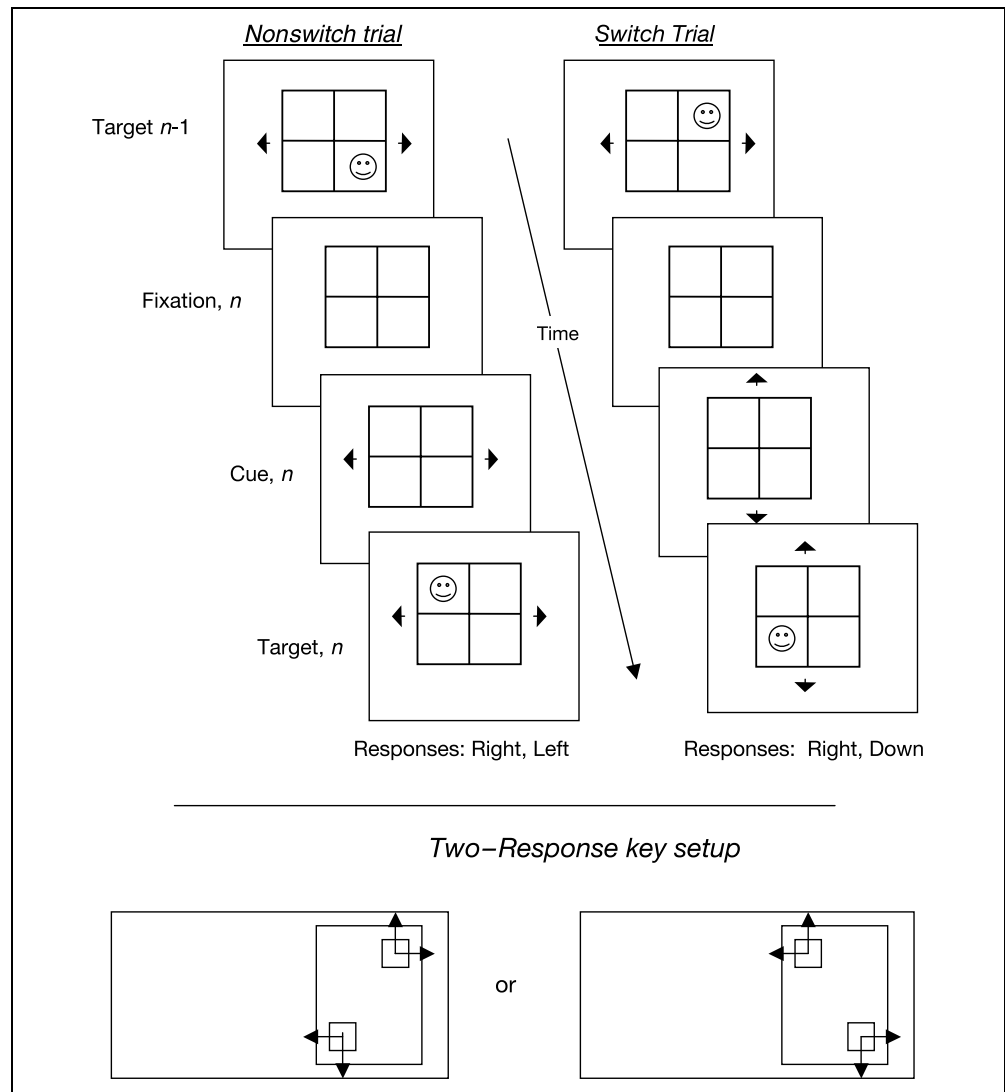 Nonswitch trial
Switch Trial
Target n-1
Fixation, n
Time
Cue, n
Target, n
Responses: Right, Left
Responses: Right, Down
Two–Response key setup
or